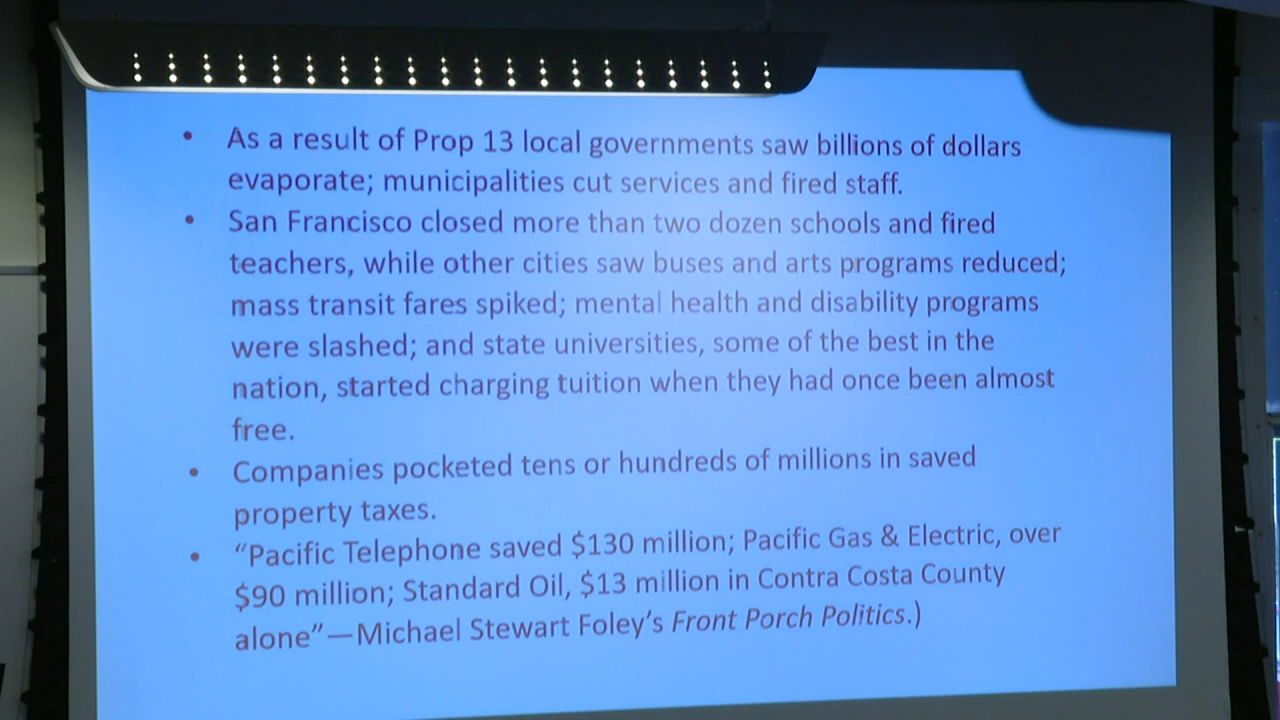 • As a result of Prop 13 local governments saw billions of dollars
evaporate; municipalities cut services and fired staff.
• San Francisco closed more than two dozen schools and fired
teachers, while other cities saw buses and arts programs reduced;
mass transit fares spiked; mental health and disability programs
were slashed; and state universities, some of the best in the
nation, started charging tuition when they had once been almost
free.
• Companies pocketed tens or hundreds of millions in saved
property taxes.
• “Pacific Telephone saved $130 million; Pacific Gas & Electric, over
$90 million; Standard Oil, $13 million in Contra Costa County
alone”—Michael Stewart Foley’s Front Porch Politics.)